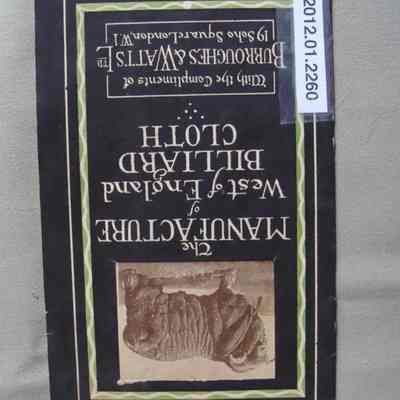 The
MANUFACTURE
of
West of England
BILLIARD
CLOTH
With the Compliments of
BURROUGHES & WATTS LTD
19 Soho Square London. W.1
2012.01.2260